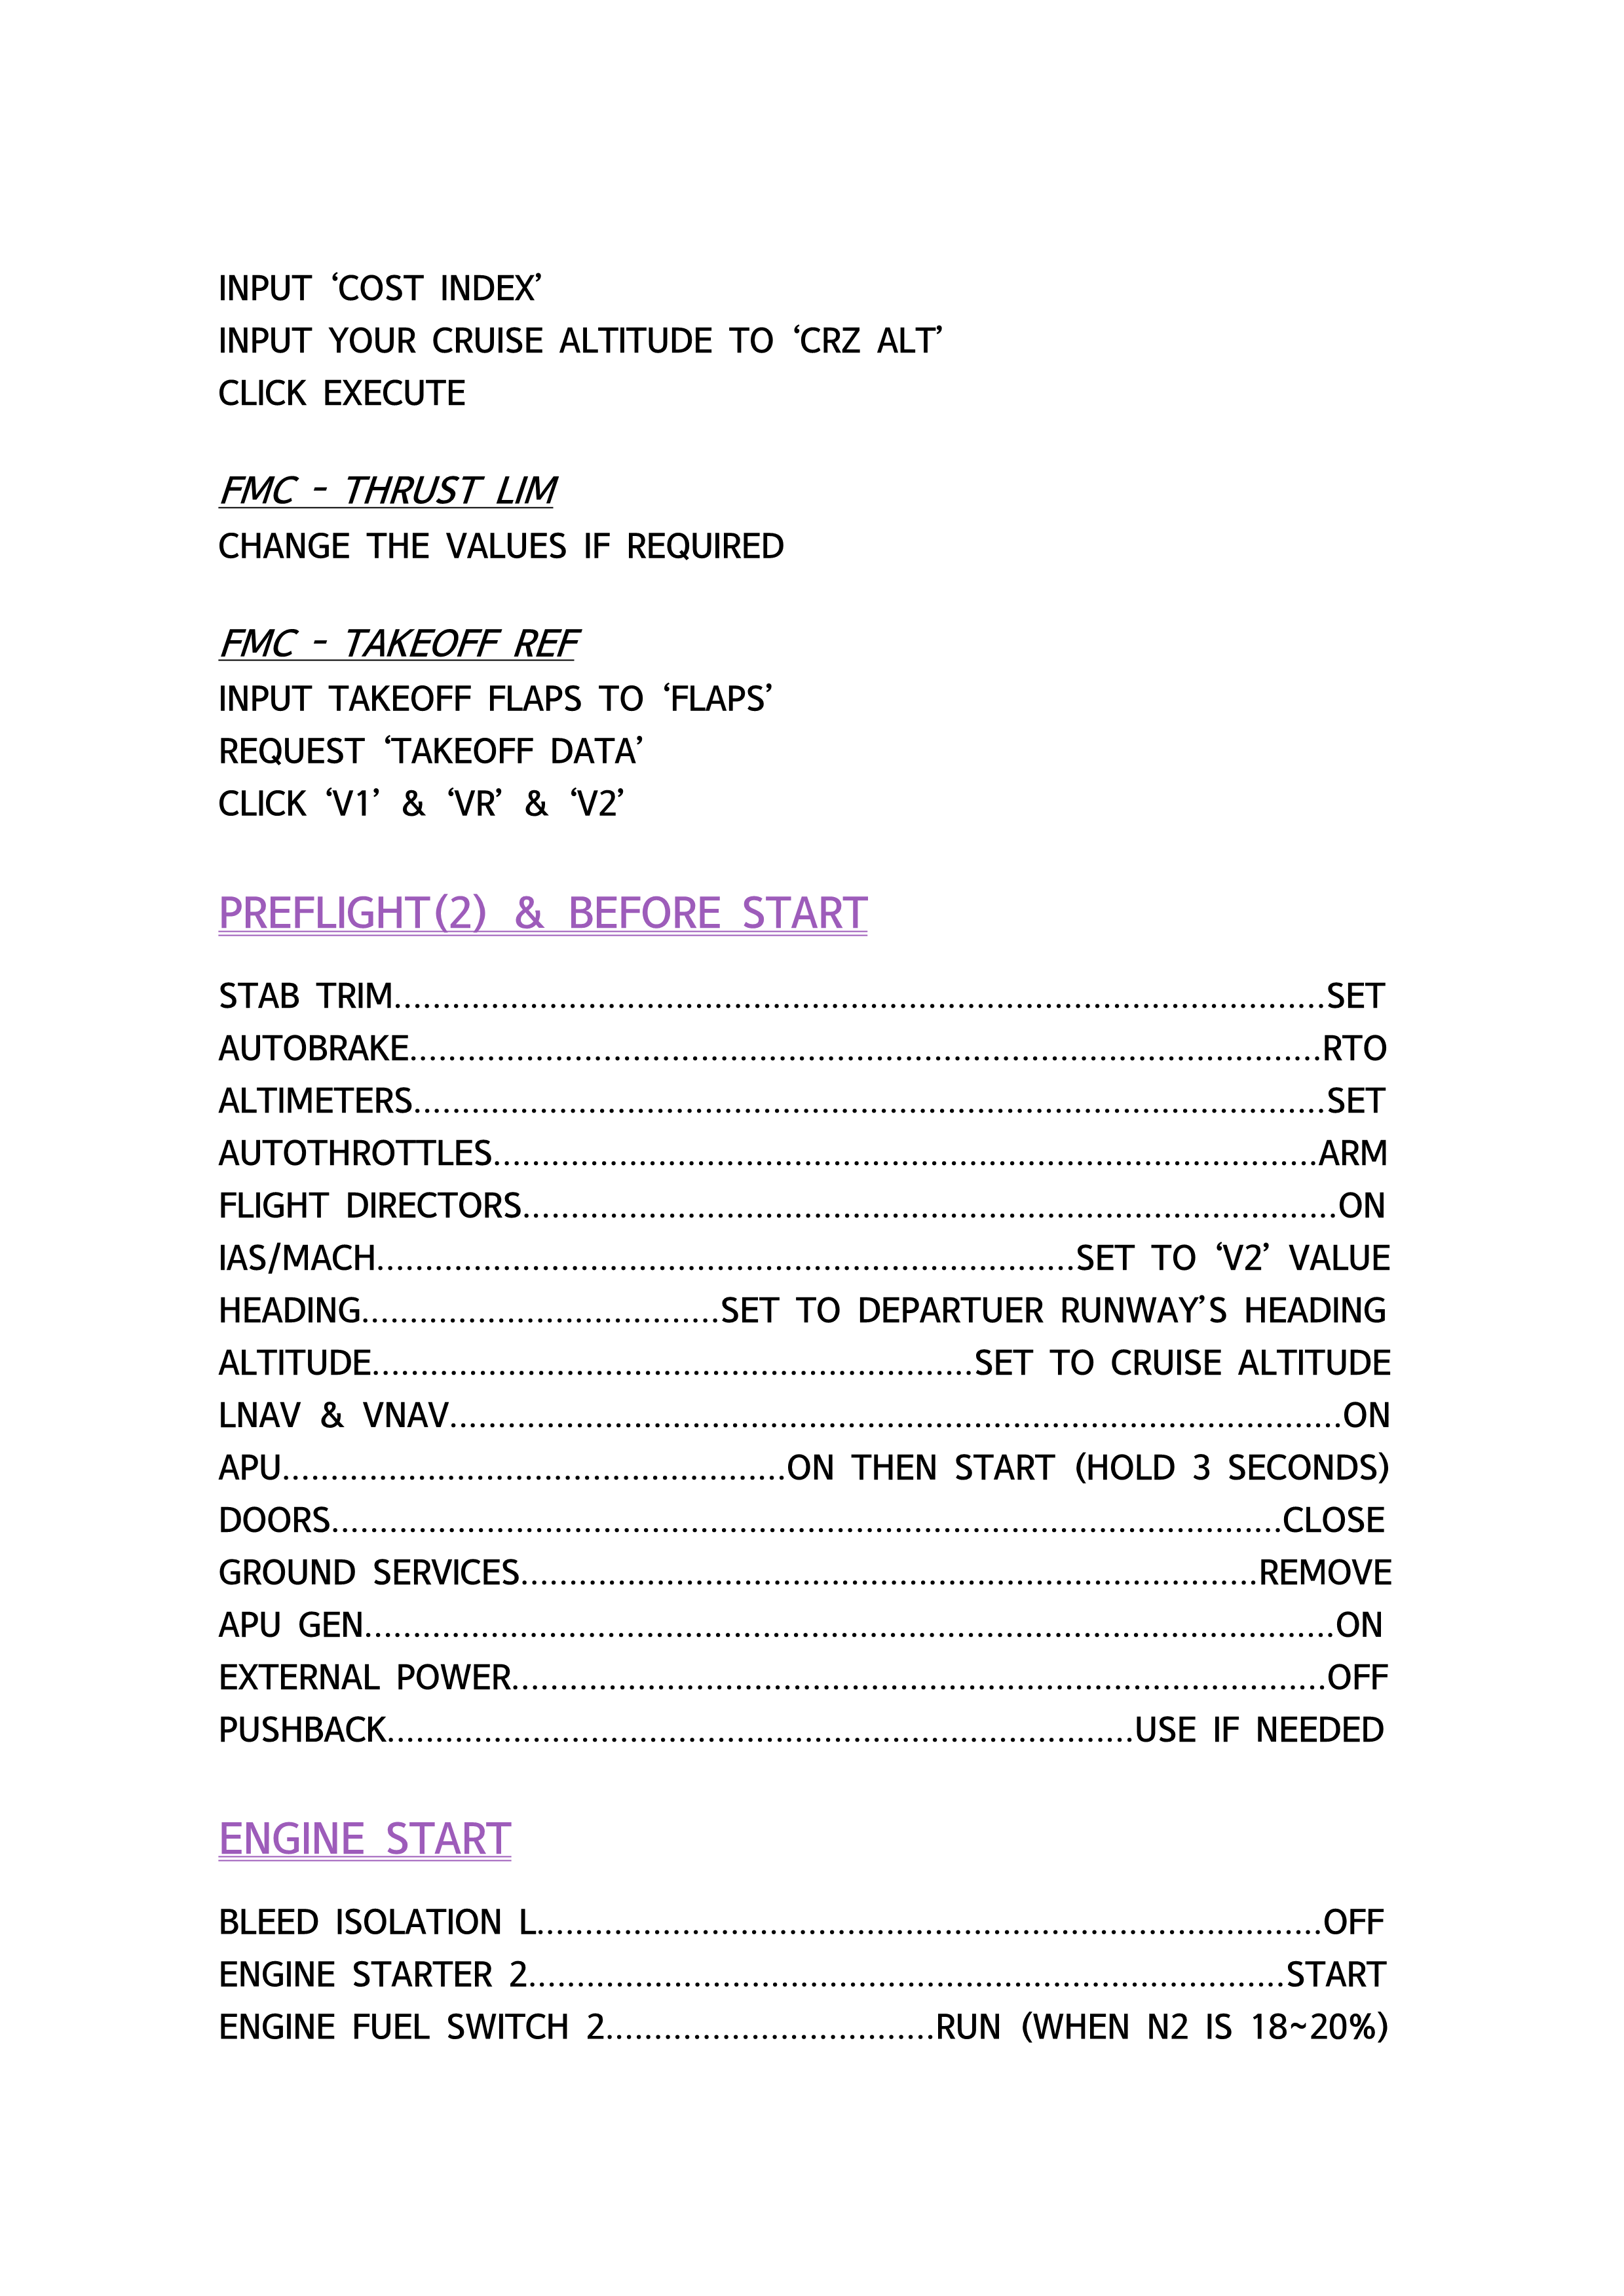 INPUT ‘COST INDEX’
INPUT YOUR CRUISE ALTITUDE TO ‘CRZ ALT’
CLICK EXECUTE
FMC - THRUST LIM
CHANGE THE VALUES IF REQUIRED
FMC - TAKEOFF REF
INPUT TAKEOFF FLAPS TO ‘FLAPS’
REQUEST ‘TAKEOFF DATA’
CLICK ‘V1’ & ‘VR’ & ‘V2’
PREFLIGHT(2) & BEFORE START
STAB TRIM................................................................................................SET
AUTOBRAKE..............................................................................................RTO
ALTIMETERS..............................................................................................SET
AUTOTHROTTLES.....................................................................................ARM
FLIGHT DIRECTORS....................................................................................ON
IAS/MACH........................................................................SET TO ‘V2’ VALUE
HEADING.....................................SET TO DEPARTUER RUNWAY’S HEADING
ALTITUDE..............................................................SET TO CRUISE ALTITUDE
LNAV & VNAV............................................................................................ON
APU....................................................ON THEN START (HOLD 3 SECONDS)
DOORS..................................................................................................CLOSE
GROUND SERVICES............................................................................REMOVE
APU GEN....................................................................................................ON
EXTERNAL POWER....................................................................................OFF
PUSHBACK.............................................................................USE IF NEEDED
ENGINE START
BLEED ISOLATION L.................................................................................OFF
ENGINE STARTER 2..............................................................................START
ENGINE FUEL SWITCH 2..................................RUN (WHEN N2 IS 18~20%)